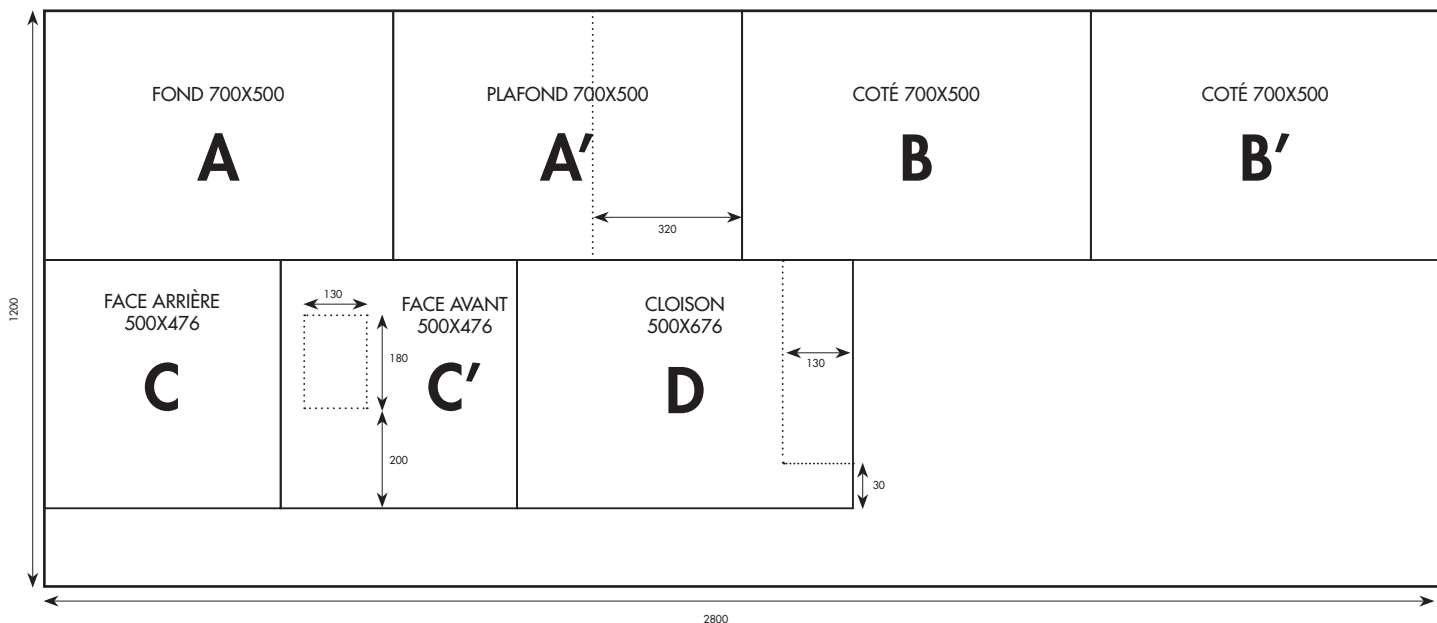 FOND 700X500
A
PLAFOND 700X500
A'
320
COTÉ 700X500
B
COTÉ 700X500
B'
1200
FACE ARRIÈRE
500X476
C
130
180
200
FACE AVANT
500X476
C'
CLOISON
500X676
D
130
30
2800